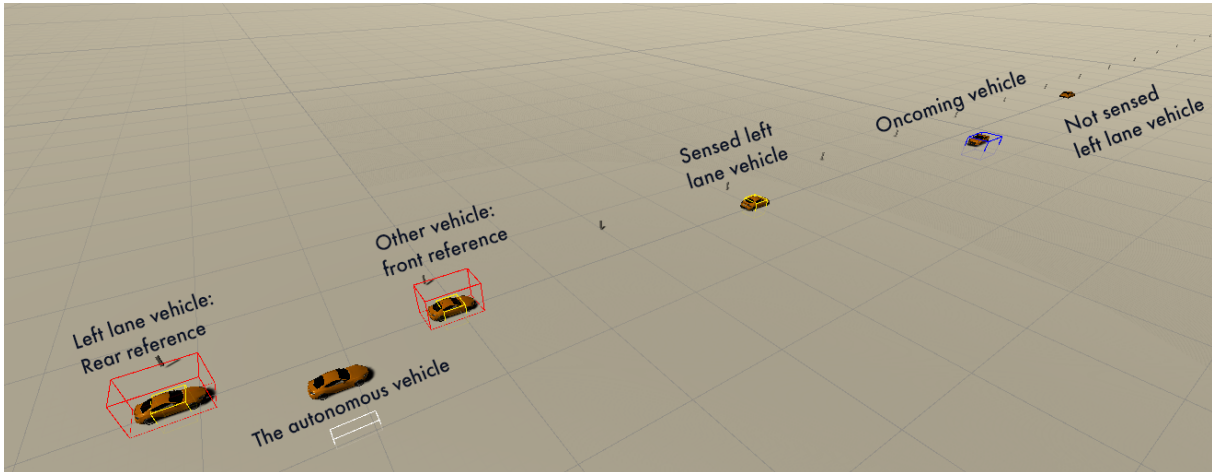 Left lane vehicle:
Rear reference
The autonomous vehicle
Other vehicle:
front reference
Sensed left
lane vehicle
Oncoming vehicle
Not sensed
left lane vehicle